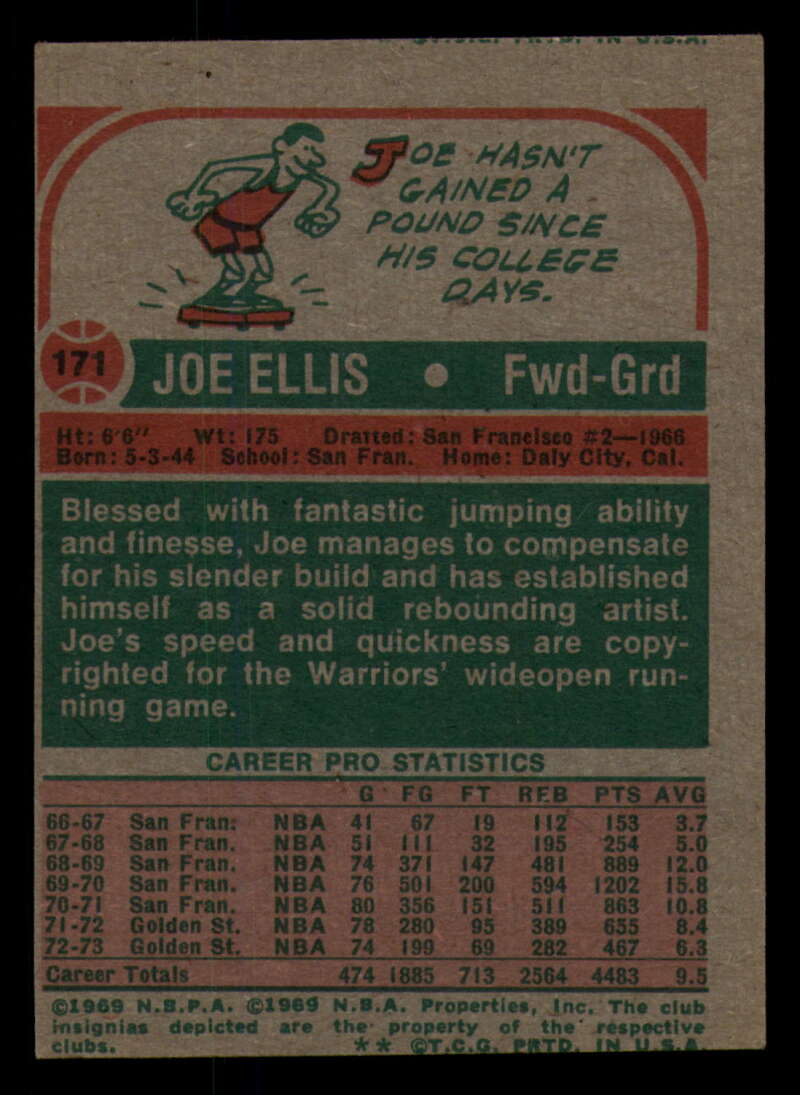 JOE HASN'T
GAINED A
POUND SINCE
HIS COLLEGE
DAYS.
171 JOE ELLIS • Fwd-Grd
Ht: 6'6" Wt: 175 Drafted: San Francisco #2—1966
Born: 5-3-44 School: San Fran. Home: Daly City, Cal.
Blessed with fantastic jumping ability
and finesse, Joe manages to compensate
for his slender build and has established
himself as a solid rebounding artist.
Joe's speed and quickness are copy-
righted for the Warriors' wideopen run-
ning game.
CAREER PRO STATISTICS
G FG FT REB PTS AVG
66-67 San Fran. NBA 41 67 19 112 153 3.7
67-68 San Fran. NBA 51 111 32 195 254 5.0
68-69 San Fran. NBA 74 371 147 481 889 12.0
69-70 San Fran. NBA 76 501 200 594 1202 15.8
70-71 San Fran. NBA 80 356 151 511 863 10.8
71-72 Golden St. NBA 78 280 95 389 655 8.4
72-73 Golden St. NBA 74 199 69 282 467 6.3
Career Totals 474 1885 713 2564 4483 9.5
©1969 N.B.P.A. ©1969 N.B.A. Properties, Inc. The club
insignias depicted are the property of the respective
clubs. ** ©T.C.G. PRTD. IN U.S.A.